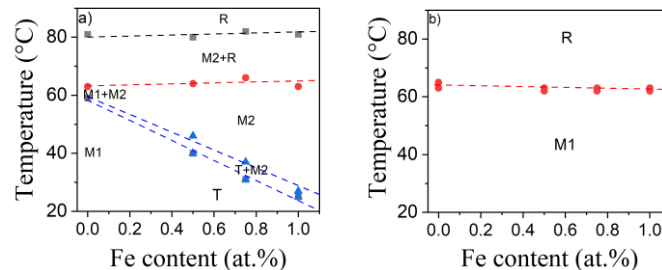 a)
R
80
M2+R
60
M1+M2
M2
40
M1
T+M2
20
T
0.0 0.2 0.4 0.6 0.8 1.0
Temperature (°C)
Fe content (at.%)
b)
R
80
60
M1
40
20
0.0 0.2 0.4 0.6 0.8 1.0
Temperature (°C)
Fe content (at.%)